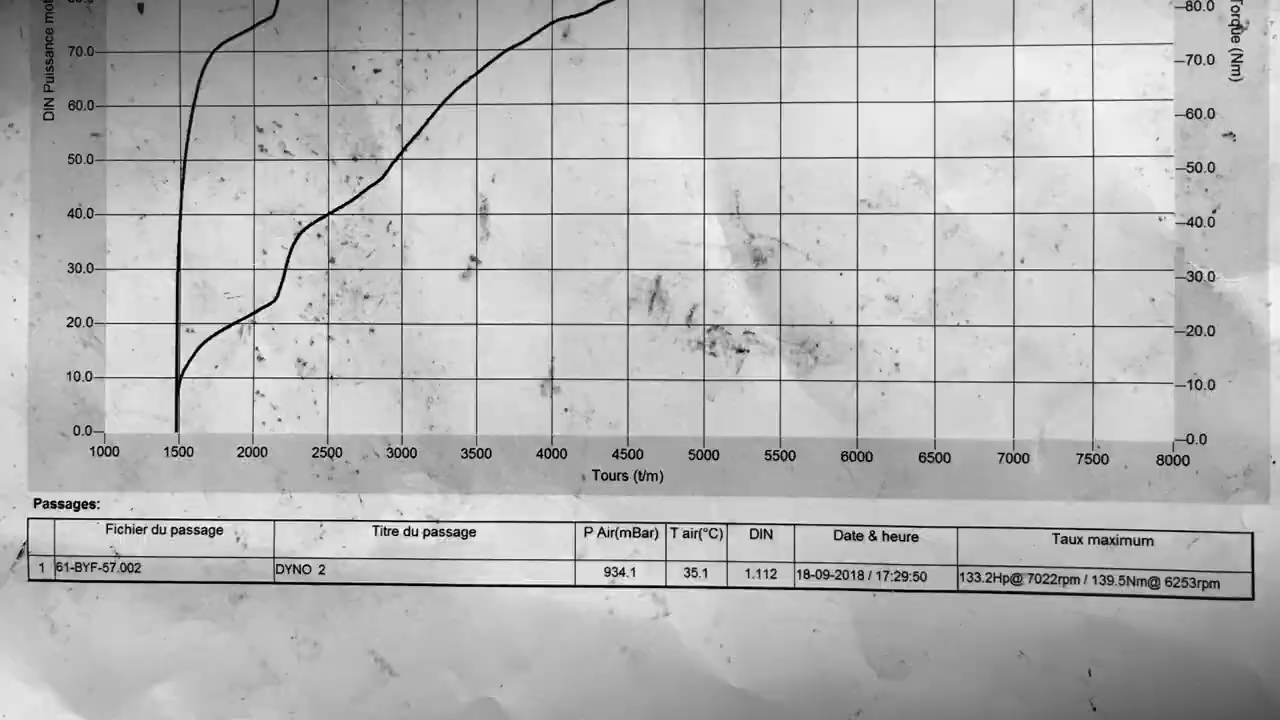 80.0
DIN Puissance
70.0
60.0
50.0
40.0
30.0
20.0
10.0
0.0
80.0
Torque (Nm)
70.0
60.0
50.0
40.0
30.0
20.0
10.0
0.0
1000 1500 2000 2500 3000 3500 4000 4500 5000 5500 6000 6500 7000 7500 8000
Tours (t/m)
Passages:
Fichier du passage Titre du passage P Air(mBar) T air(°C) DIN Date & heure Taux maximum
1 61-BYF-57.002 DYNO 2 934.1 35.1 1.112 18-09-2018 / 17:29:50 133.2Hp@ 7022rpm / 139.5Nm@ 6253rpm